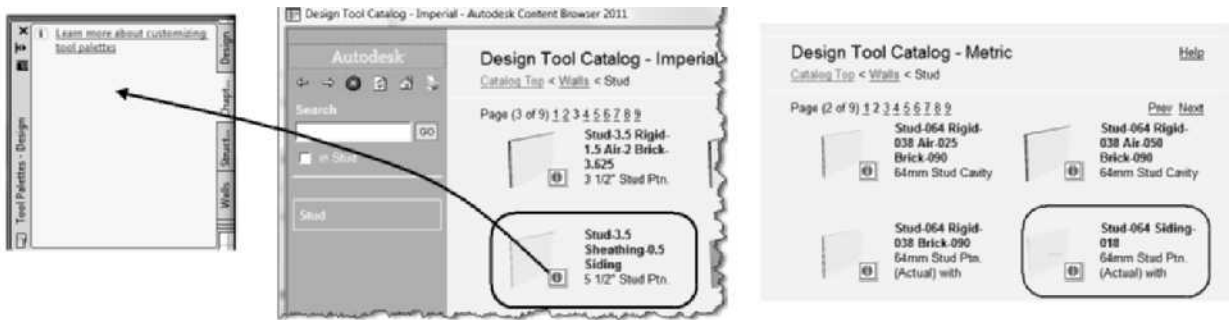 Learn more about customizing
tool palettes
Design
Chapt...
Struct...
Walls
Tool Palettes - Design
Design Tool Catalog - Imperial - Autodesk Content Browser 2011
Autodesk
Search
GO
in Stud
Stud
Design Tool Catalog - Imperial
Catalog Top < Walls < Stud
Page (3 of 9) 1 2 3 4 5 6 7 8 9
Stud-3.5 Rigid-
1.5 Air-2 Brick-
3.625
3 1/2" Stud Ptn.
Stud-3.5
Sheathing-0.5
Siding
5 1/2" Stud Ptn.
Design Tool Catalog - Metric
Help
Catalog Top < Walls < Stud
Page (2 of 9) 1 2 3 4 5 6 7 8 9
Prev Next
Stud-064 Rigid-
038 Air-025
Brick-090
64mm Stud Cavity
Stud-064 Rigid-
038 Air-050
Brick-090
64mm Stud Cavity
Stud-064 Rigid-
038 Brick-090
64mm Stud Ptn.
(Actual) with
Stud-064 Siding-
018
64mm Stud Ptn.
(Actual) with